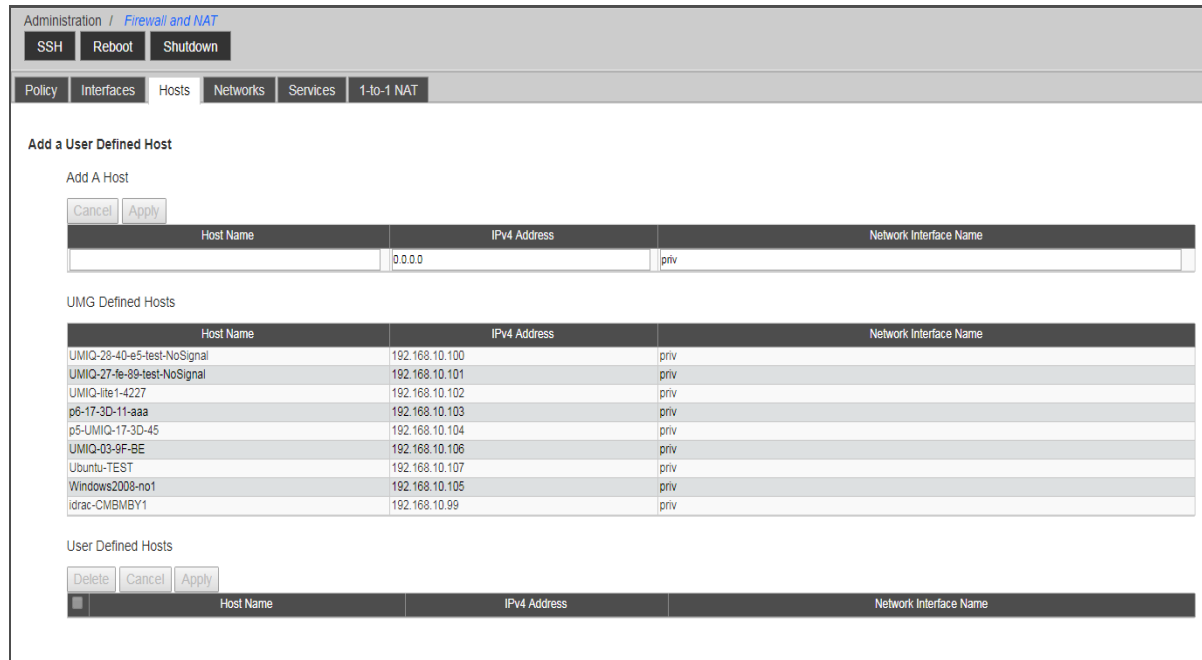 Administration / Firewall and NAT
SSH Reboot Shutdown
Policy Interfaces Hosts Networks Services 1-to-1 NAT
Add a User Defined Host
Add A Host
Cancel Apply
Host Name IPv4 Address Network Interface Name
0.0.0.0 priv
UMG Defined Hosts
Host Name IPv4 Address Network Interface Name
UMIQ-28-40-e5-test-NoSignal 192.168.10.100 priv
UMIQ-27-fe-89-test-NoSignal 192.168.10.101 priv
UMIQ-lite1-4227 192.168.10.102 priv
p6-17-3D-11-aaa 192.168.10.103 priv
p5-UMIQ-17-3D-45 192.168.10.104 priv
UMIQ-03-9F-BE 192.168.10.106 priv
Ubuntu-TEST 192.168.10.107 priv
Windows2008-no1 192.168.10.105 priv
idrac-CMBMBY1 192.168.10.99 priv
User Defined Hosts
Delete Cancel Apply
Host Name IPv4 Address Network Interface Name